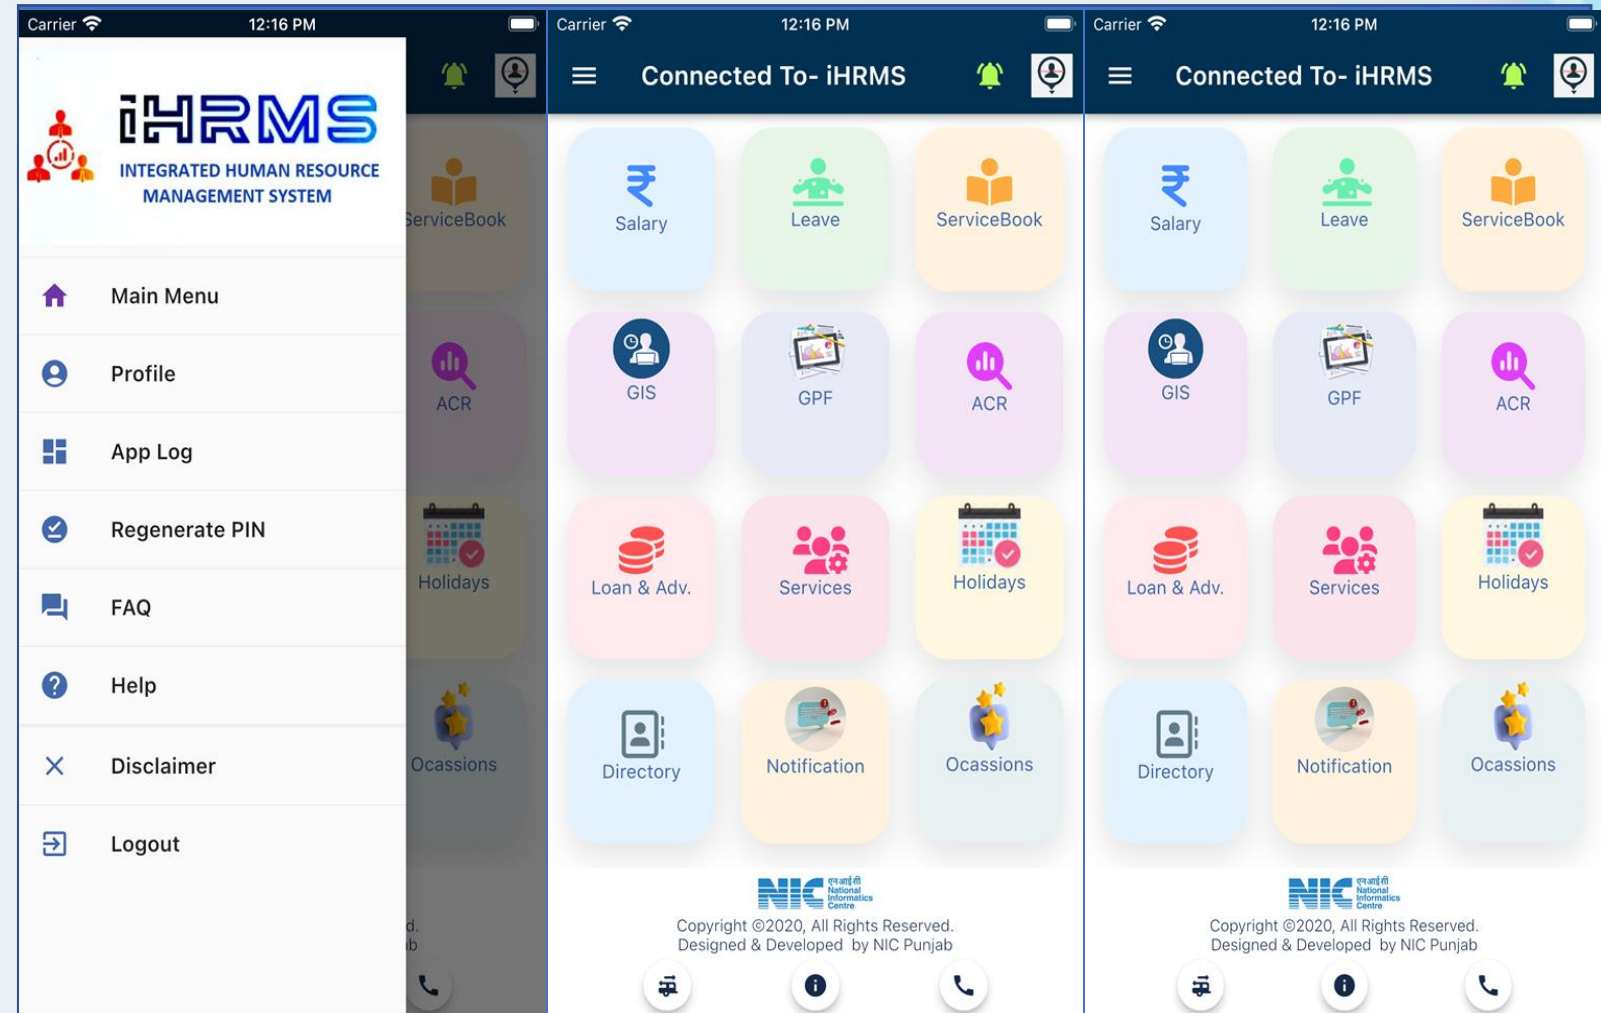 Carrier 12:16 PM
iHRMS
INTEGRATED HUMAN RESOURCE
MANAGEMENT SYSTEM
Main Menu
Profile
App Log
Regenerate PIN
FAQ
Help
Disclaimer
Logout
ServiceBook
ACR
Holidays
Ocassions
d.
b
Carrier 12:16 PM
Connected To- iHRMS
Salary Leave ServiceBook
GIS GPF ACR
Loan & Adv. Services Holidays
Directory Notification Ocassions
NIC
एन आई सी
National
Informatics
Centre
Copyright ©2020, All Rights Reserved.
Designed & Developed by NIC Punjab
Carrier 12:16 PM
Connected To- iHRMS
Salary Leave ServiceBook
GIS GPF ACR
Loan & Adv. Services Holidays
Directory Notification Ocassions
NIC
एन आई सी
National
Informatics
Centre
Copyright ©2020, All Rights Reserved.
Designed & Developed by NIC Punjab